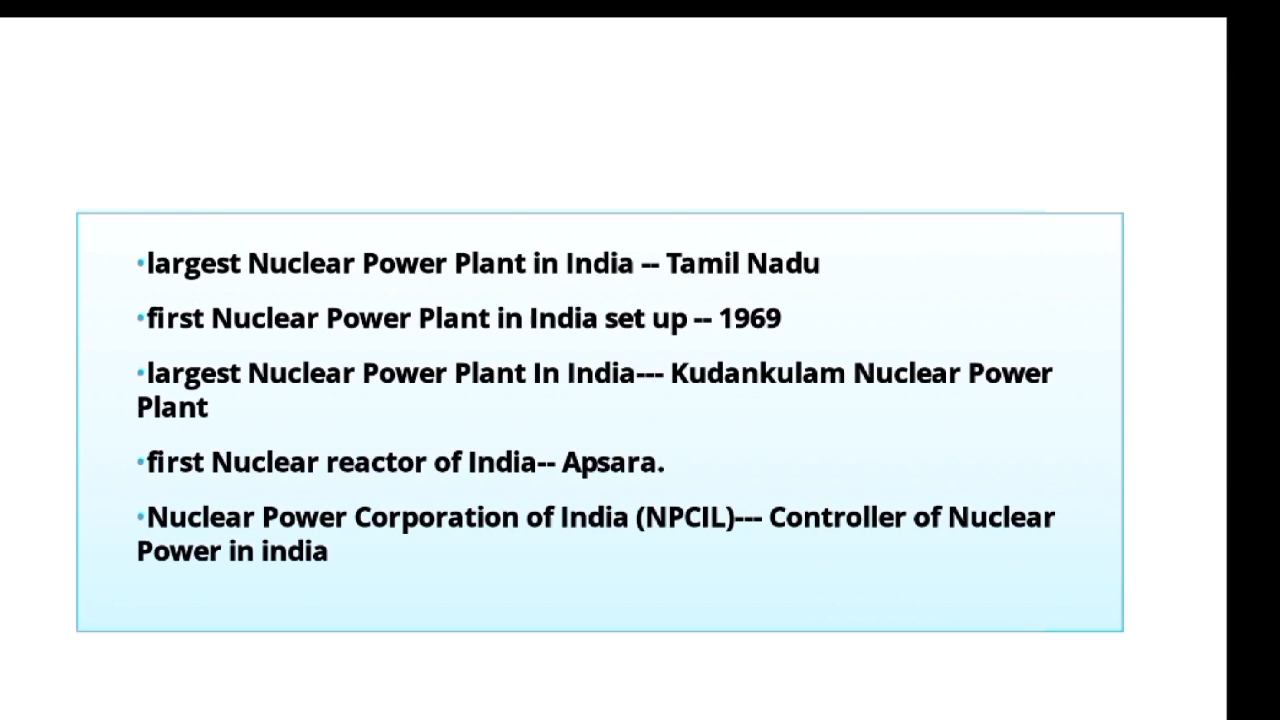 •largest Nuclear Power Plant in India -- Tamil Nadu
•first Nuclear Power Plant in India set up -- 1969
•largest Nuclear Power Plant In India--- Kudankulam Nuclear Power
Plant
•first Nuclear reactor of India-- Apsara.
•Nuclear Power Corporation of India (NPCIL)--- Controller of Nuclear
Power in india